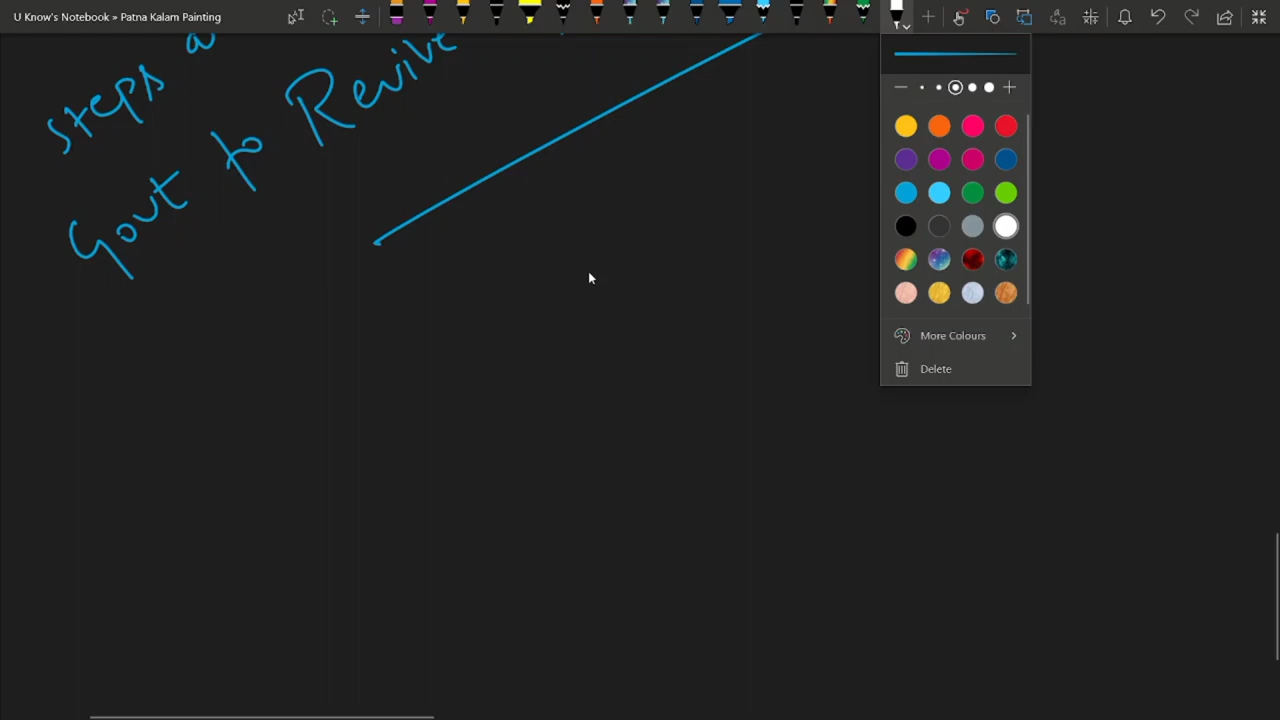 U Know's Notebook » Patna Kalam Painting
Steps a
Govt to Revive
More Colours
Delete